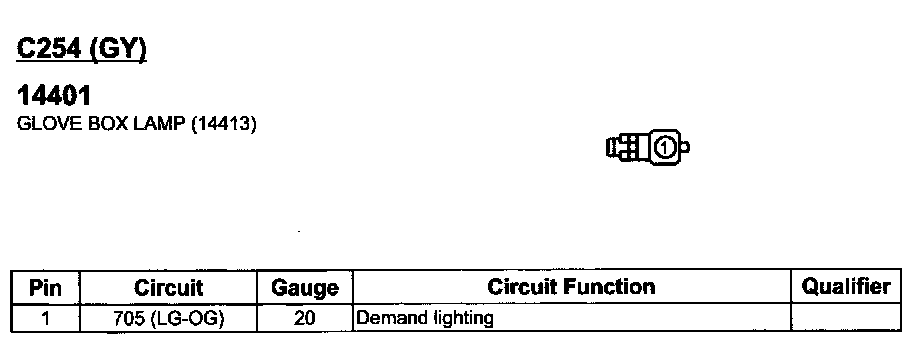 C254 (GY)
14401
GLOVE BOX LAMP (14413)
1
Pin Circuit Gauge Circuit Function Qualifier
1 705 (LG-OG) 20 Demand lighting